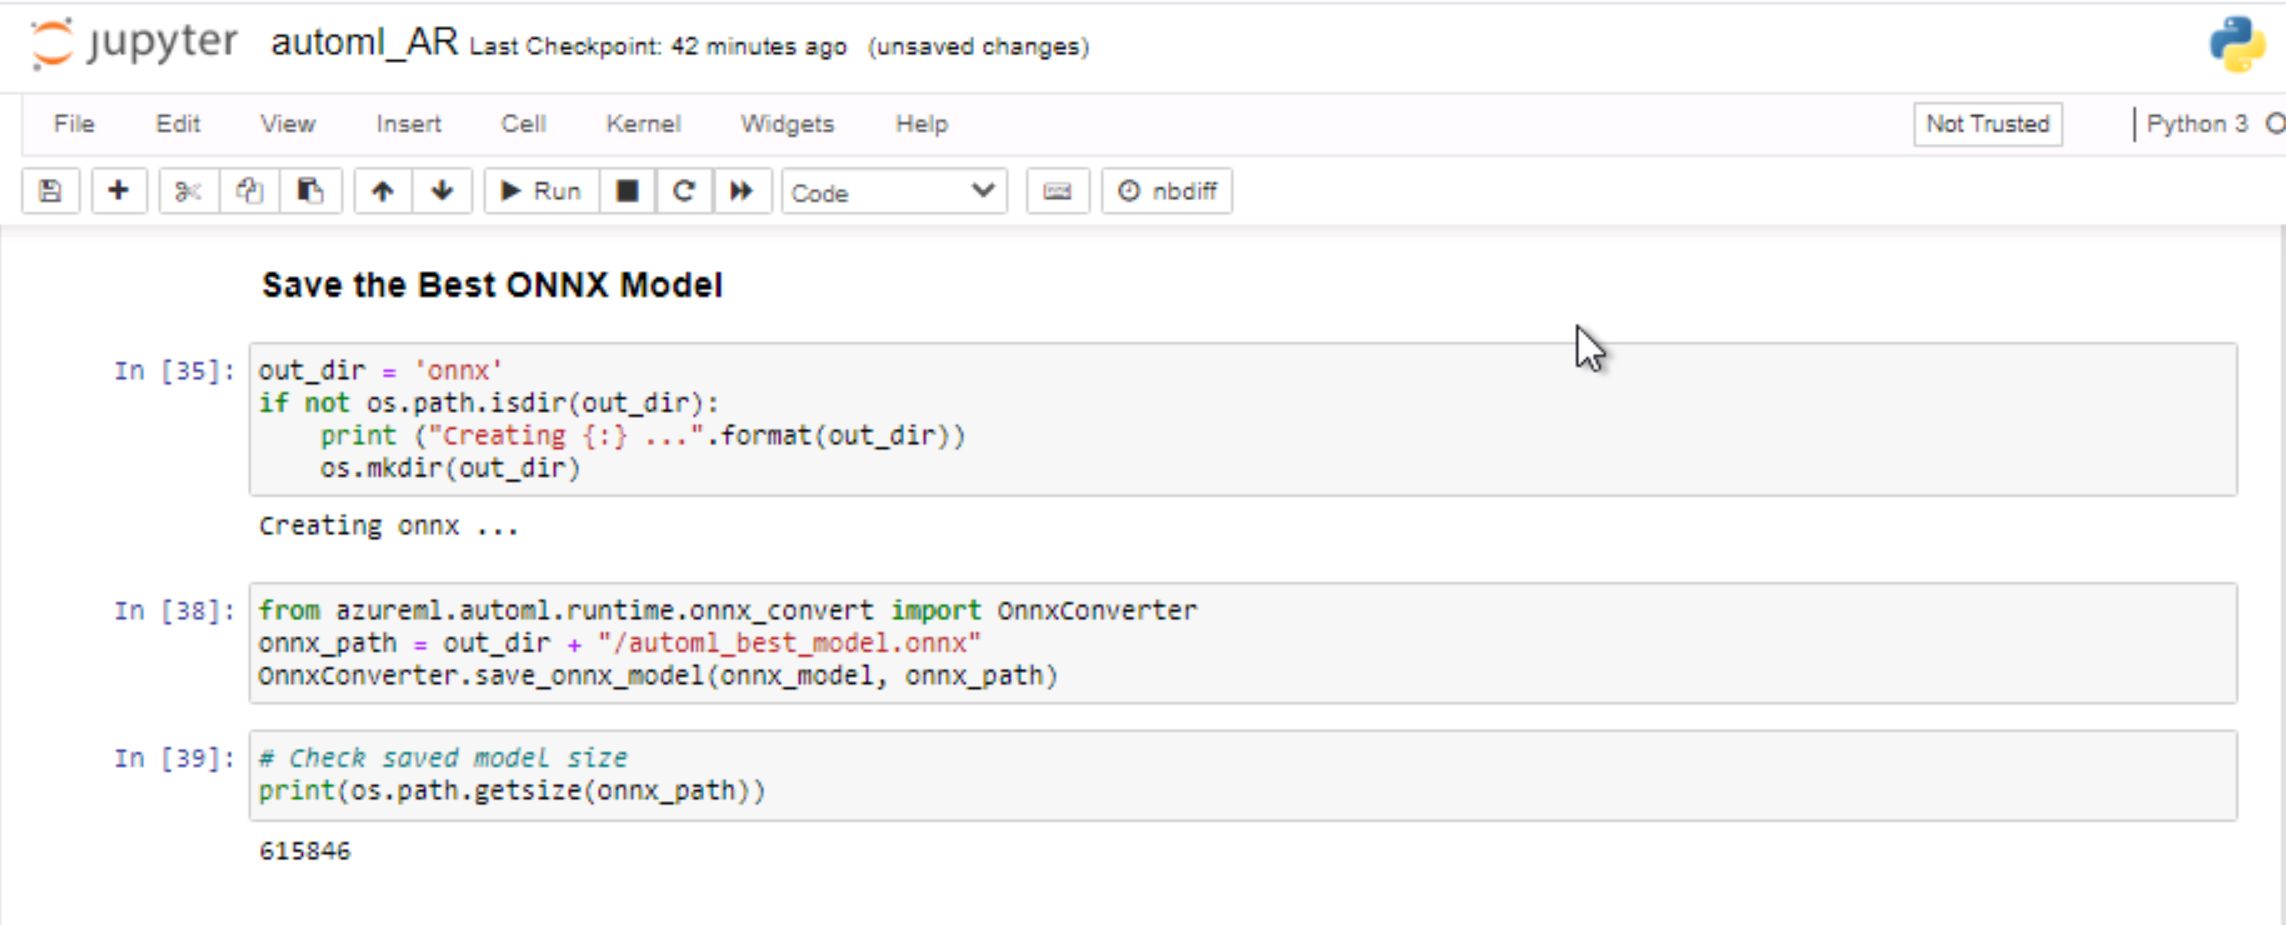 jupyter automl_AR Last Checkpoint: 42 minutes ago (unsaved changes)
File Edit View Insert Cell Kernel Widgets Help Not Trusted Python 3
Run Code nbdiff
Save the Best ONNX Model
In [35]: out_dir = 'onnx'
if not os.path.isdir(out_dir):
    print ("Creating {:} ...".format(out_dir))
    os.mkdir(out_dir)
Creating onnx ...
In [38]: from azureml.automl.runtime.onnx_convert import OnnxConverter
onnx_path = out_dir + "/automl_best_model.onnx"
OnnxConverter.save_onnx_model(onnx_model, onnx_path)
In [39]: # Check saved model size
print(os.path.getsize(onnx_path))
615846